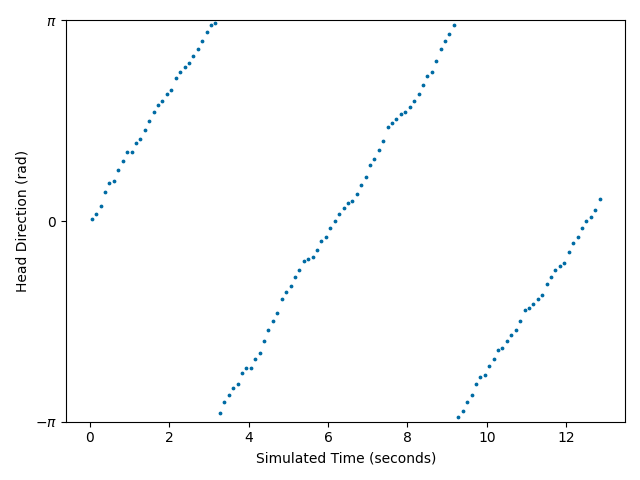 π
0
−π
Head Direction (rad)
0 2 4 6 8 10 12
Simulated Time (seconds)